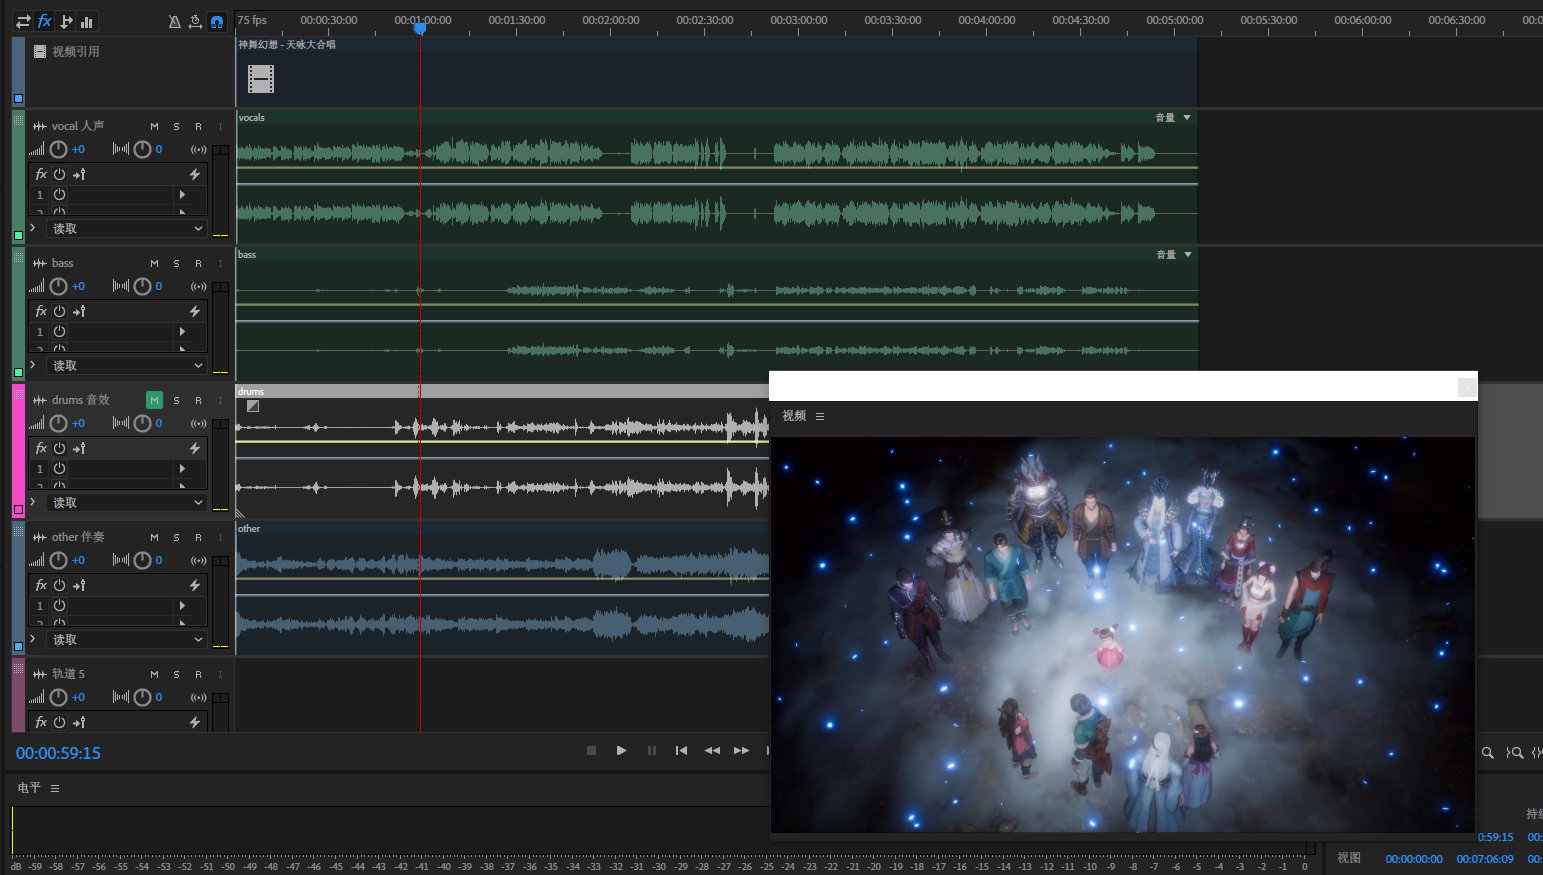 fx
75 fps
00:00:30:00
00:01:00:00
00:01:30:00
00:02:00:00
00:02:30:00
00:03:00:00
00:03:30:00
00:04:00:00
00:04:30:00
00:05:00:00
00:05:30:00
00:06:00:00
00:06:30:00
00:0
视频引用
神舞幻想 - 天咏大合唱
vocal 人声
M S R I
+0
0
fx
1
读取
vocals
音量
bass
M S R I
+0
0
fx
1
读取
bass
音量
drums 音效
M S R I
+0
0
fx
1
读取
drums
other 伴奏
M S R I
+0
0
fx
1
读取
other
轨道 5
M S R I
+0
0
fx
视频
00:00:59:15
电平
dB -59 -58 -57 -56 -55 -54 -53 -52 -51 -50 -49 -48 -47 -46 -45 -44 -43 -42 -41 -40 -39 -38 -37 -36 -35 -34 -33 -32 -31 -30 -29 -28 -27 -26 -25 -24 -23 -22 -21 -20 -19 -18 -17 -16 -15 -14 -13 -12 -11 -10 -9 -8 -7 -6 -5 -4 -3 -2 -1 0
持续
0:59:15
00:
视图
00:00:00:00
00:07:06:09
00: